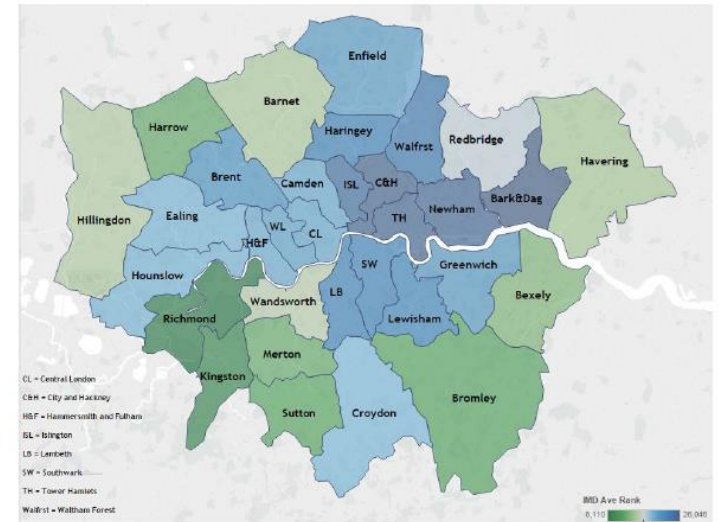 Enfield
Barnet
Harrow
Haringey
Walfrst
Redbridge
Havering
Brent
Camden
ISL
C&H
Bark&Dag
Hillingdon
Ealing
TH
Newham
H&F
WL
CL
Hounslow
SW
Greenwich
LB
Wandsworth
Bexely
Richmond
Lewisham
Merton
Kingston
Bromley
Sutton
Croydon
CL = Central London
C&H = City and Hackney
H&F = Hammersmith and Fulham
ISL = Islington
LB = Lambeth
SW = Southwark
TH = Tower Hamlets
Walfrst = Waltham Forest
IMD Ave Rank